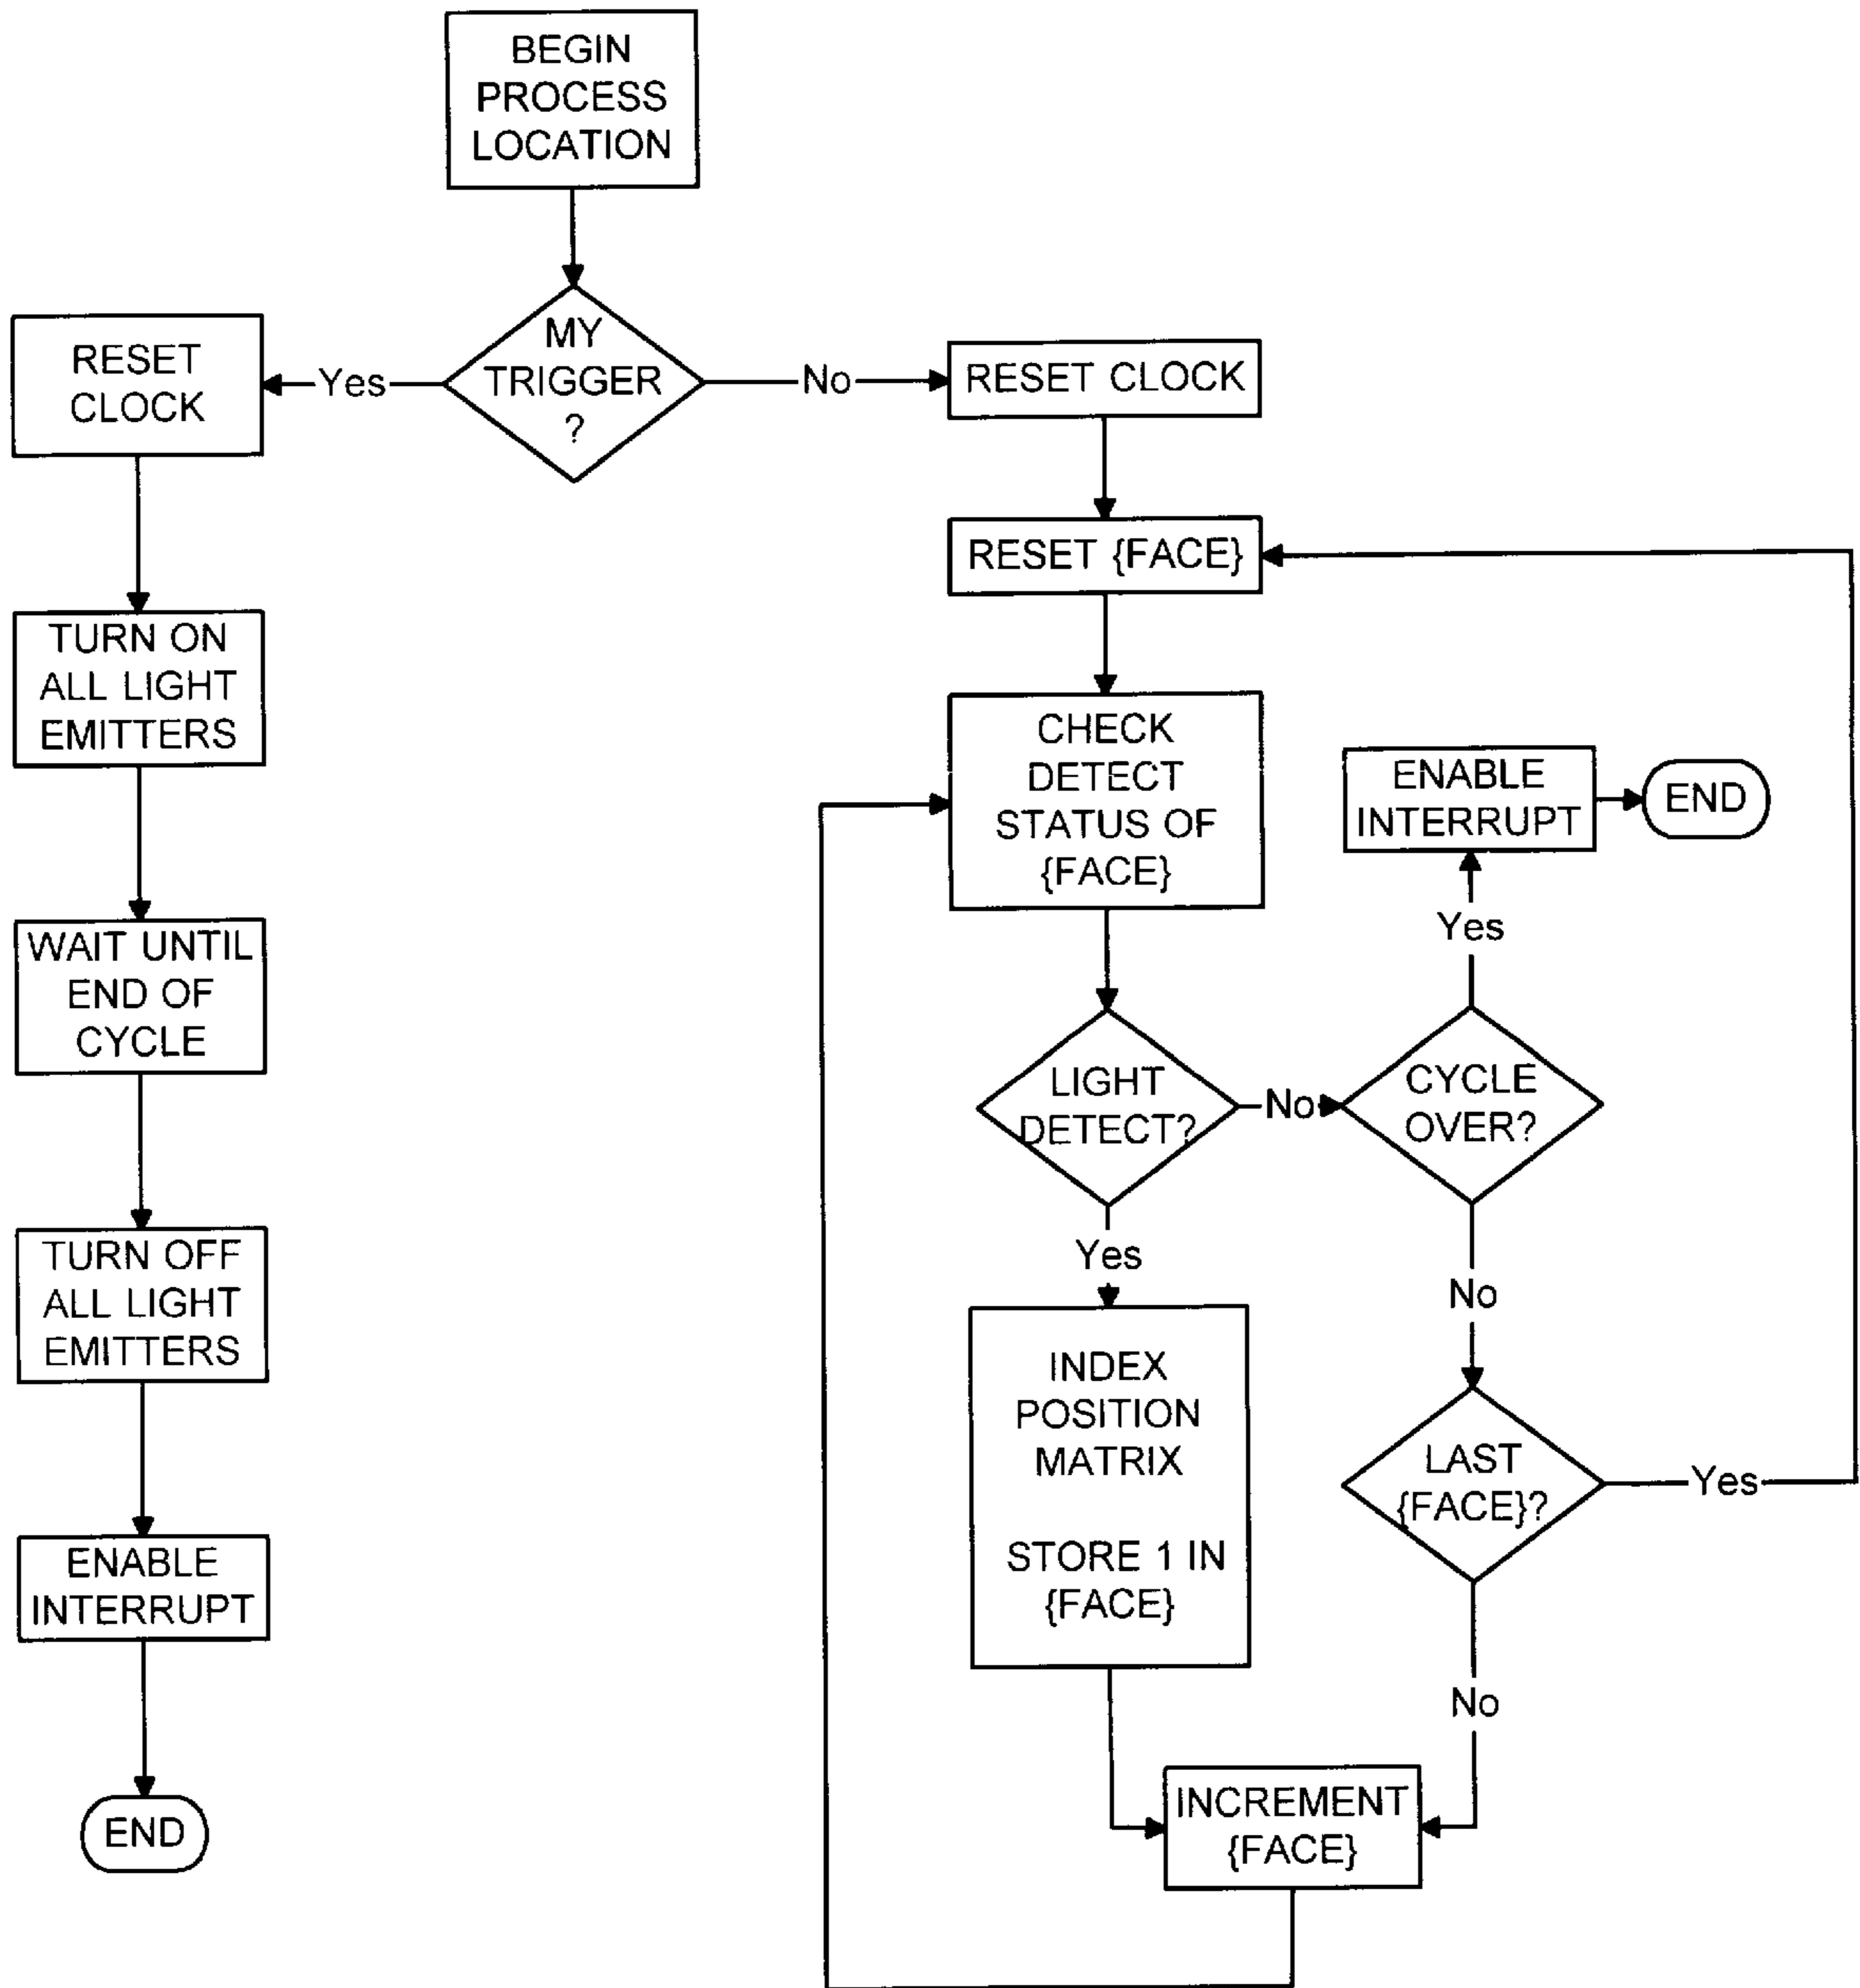 BEGIN
PROCESS
LOCATION
MY
TRIGGER
?
Yes
No
RESET
CLOCK
TURN ON
ALL LIGHT
EMITTERS
WAIT UNTIL
END OF
CYCLE
TURN OFF
ALL LIGHT
EMITTERS
ENABLE
INTERRUPT
END
RESET CLOCK
RESET {FACE}
CHECK
DETECT
STATUS OF
{FACE}
LIGHT
DETECT?
No
Yes
CYCLE
OVER?
Yes
ENABLE
INTERRUPT
END
No
LAST
{FACE}?
Yes
No
INDEX
POSITION
MATRIX
STORE 1 IN
{FACE}
INCREMENT
{FACE}